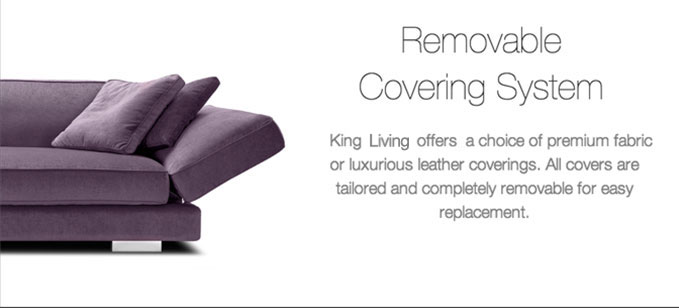 Removable
Covering System
King Living offers a choice of premium fabric
or luxurious leather coverings. All covers are
tailored and completely removable for easy
replacement.